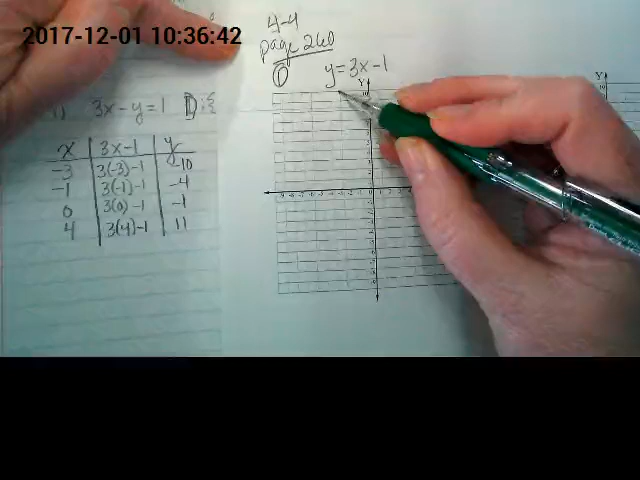 2017-12-01 10:36:42
4-4
page 260
1
y=3x-1
1) 3x-y=1 D:{
x | 3x-1 | y
-3 | 3(-3)-1 | -10
-1 | 3(-1)-1 | -4
0 | 3(0)-1 | -1
4 | 3(4)-1 | 11
Y
Y